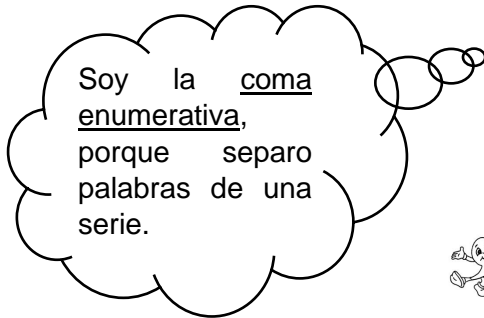 Soy la coma
enumerativa,
porque separo
palabras de una
serie.